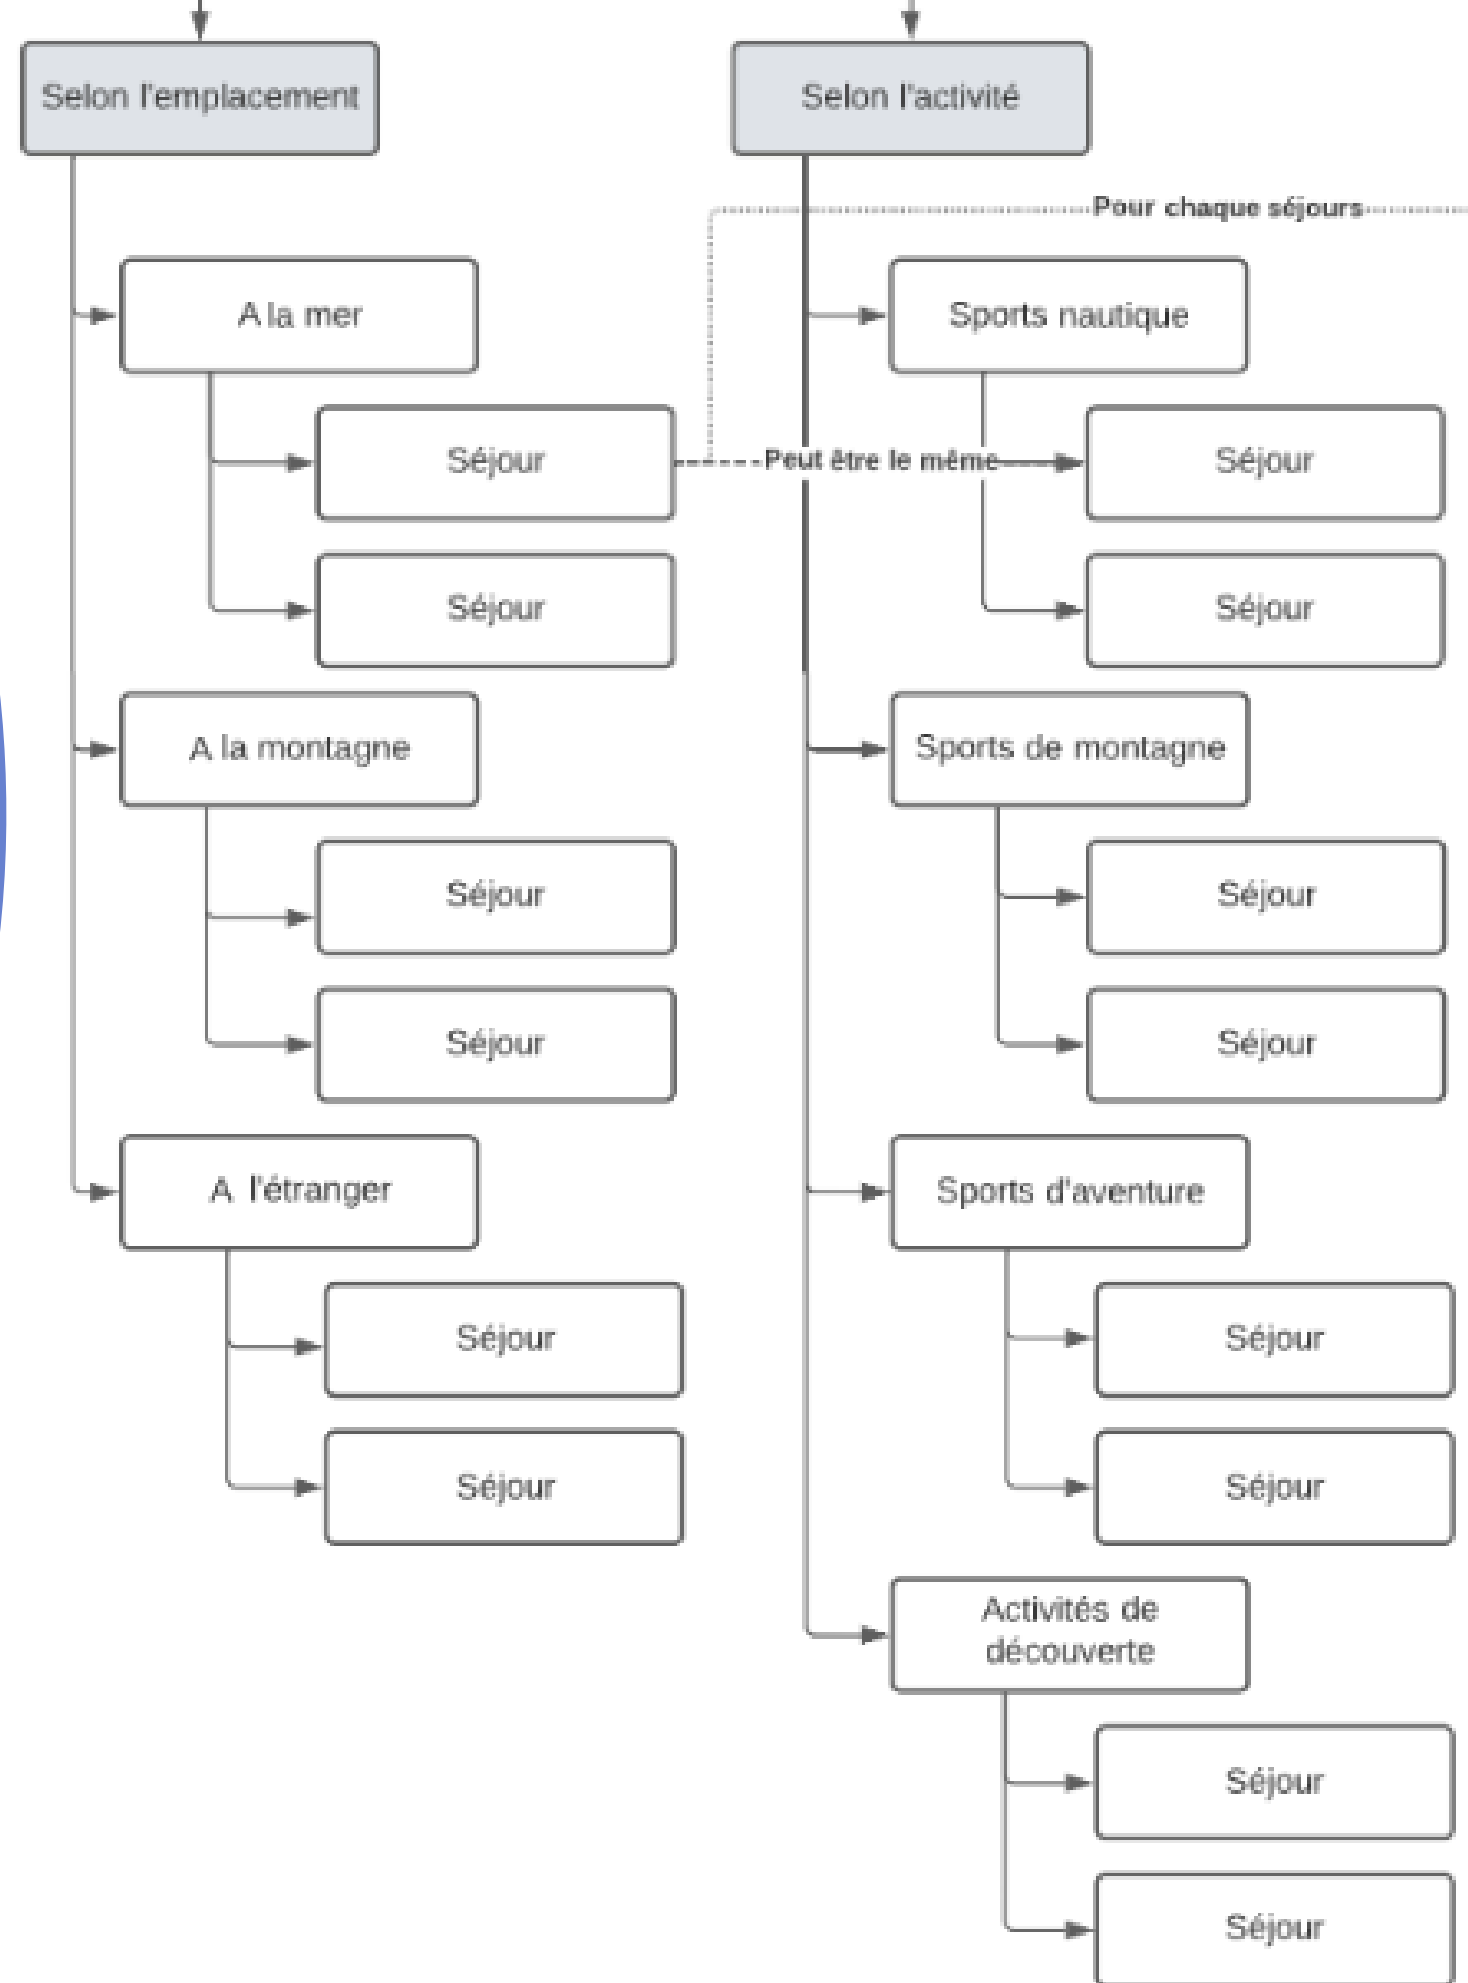 Selon l'emplacement
Selon l'activité
Pour chaque séjours
A la mer
Sports nautique
Séjour
Peut être le même
Séjour
Séjour
Séjour
A la montagne
Sports de montagne
Séjour
Séjour
Séjour
Séjour
A l'étranger
Sports d'aventure
Séjour
Séjour
Séjour
Séjour
Activités de
découverte
Séjour
Séjour